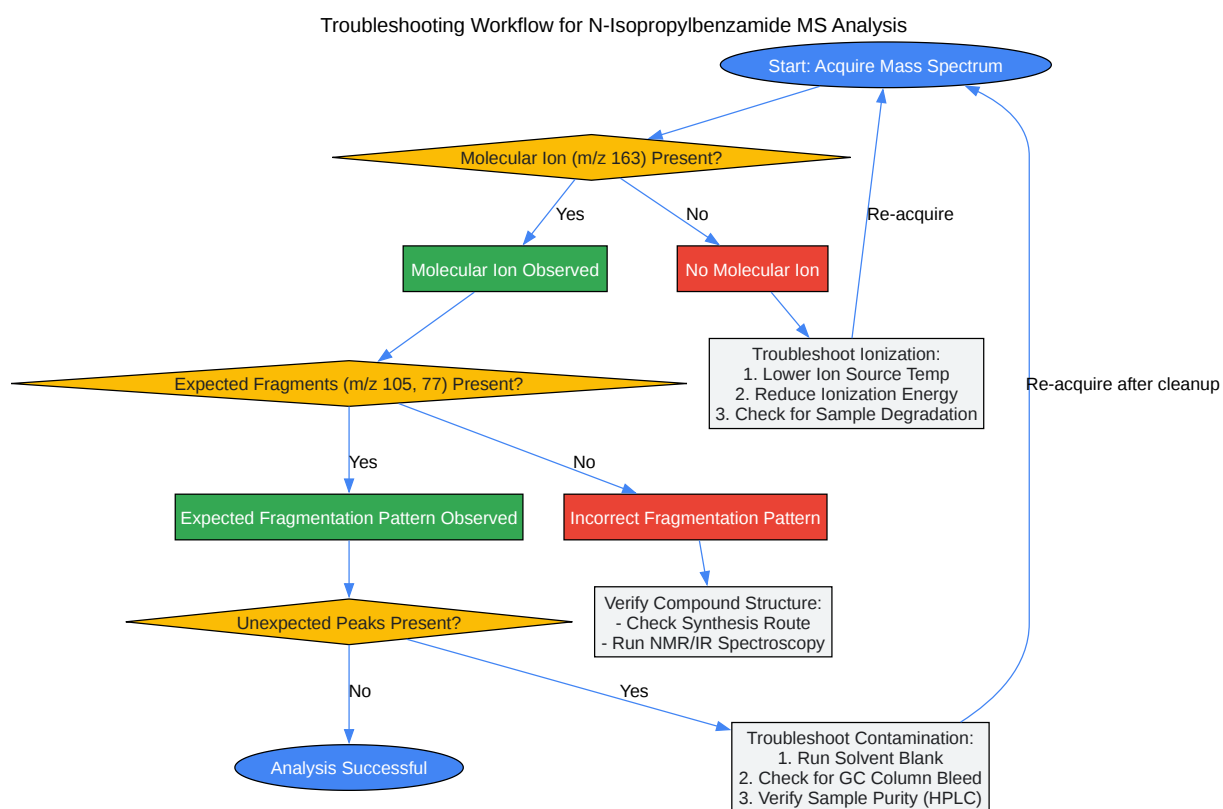 Troubleshooting Workflow for N-Isopropylbenzamide MS Analysis
Start: Acquire Mass Spectrum
Molecular Ion (m/z 163) Present?
Yes
No
Re-acquire
Molecular Ion Observed
No Molecular Ion
Troubleshoot Ionization:
1. Lower Ion Source Temp
2. Reduce Ionization Energy
3. Check for Sample Degradation
Expected Fragments (m/z 105, 77) Present?
Re-acquire after cleanup
Yes
No
Expected Fragmentation Pattern Observed
Incorrect Fragmentation Pattern
Verify Compound Structure:
- Check Synthesis Route
- Run NMR/IR Spectroscopy
Unexpected Peaks Present?
No
Yes
Analysis Successful
Troubleshoot Contamination:
1. Run Solvent Blank
2. Check for GC Column Bleed
3. Verify Sample Purity (HPLC)